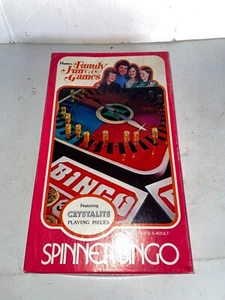 Family
Fun
Games
BINGO
Featuring
CRYSTALITE
PLAYING PIECES
SPINNER BINGO